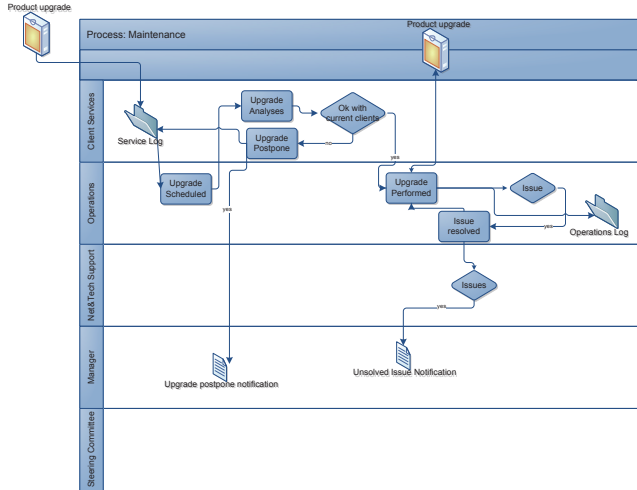 Product upgrade
Product upgrade
Process: Maintenance
Client Services
Upgrade
Analyses
Ok with
current clients
Service Log
Upgrade
Postpone
no
yes
Operations
Upgrade
Scheduled
yes
Upgrade
Performed
Issue
Issue
resolved
yes
Operations Log
Net&Tech Support
Issues
yes
Manager
Upgrade postpone notification
Unsolved Issue Notification
Steering Committee